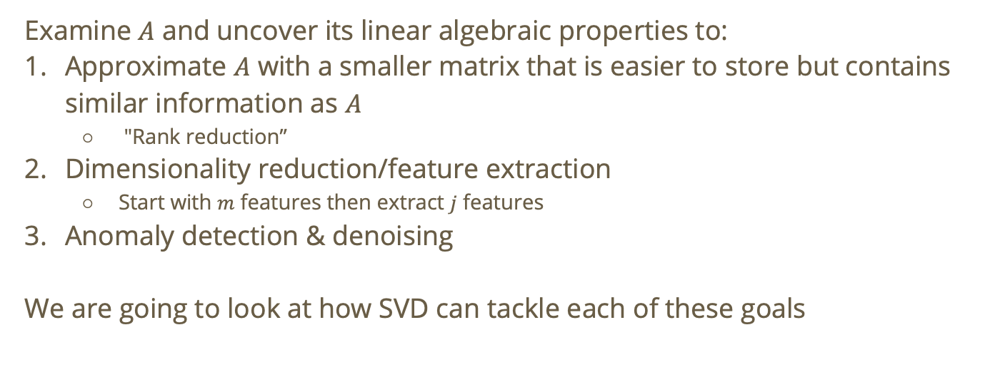 Examine A and uncover its linear algebraic properties to:
1. Approximate A with a smaller matrix that is easier to store but contains
similar information as A
○ "Rank reduction”
2. Dimensionality reduction/feature extraction
○ Start with m features then extract j features
3. Anomaly detection & denoising
We are going to look at how SVD can tackle each of these goals